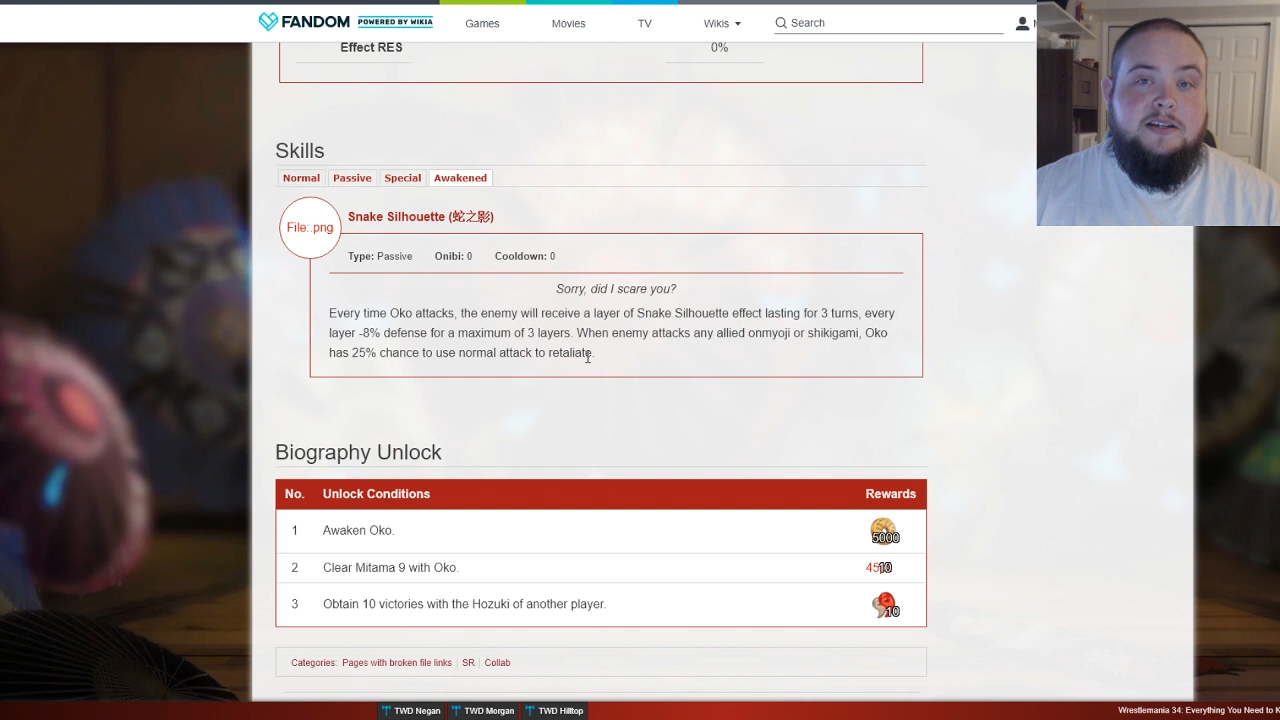 FANDOM POWERED BY WIKIA Games Movies TV Wikis Search
Effect RES 0%
Skills
Normal Passive Special Awakened
File:.png
Snake Silhouette (蛇之影)
Type: Passive Onibi: 0 Cooldown: 0
Sorry, did I scare you?
Every time Oko attacks, the enemy will receive a layer of Snake Silhouette effect lasting for 3 turns, every
layer -8% defense for a maximum of 3 layers. When enemy attacks any allied onmyoji or shikigami, Oko
has 25% chance to use normal attack to retaliate.
Biography Unlock
No. Unlock Conditions Rewards
1 Awaken Oko. 5000
2 Clear Mitama 9 with Oko. 10
3 Obtain 10 victories with the Hozuki of another player. 10
Categories: Pages with broken file links SR Collab
TWD Negan TWD Morgan TWD Hilltop Wrestlemania 34: Everything You Need to K